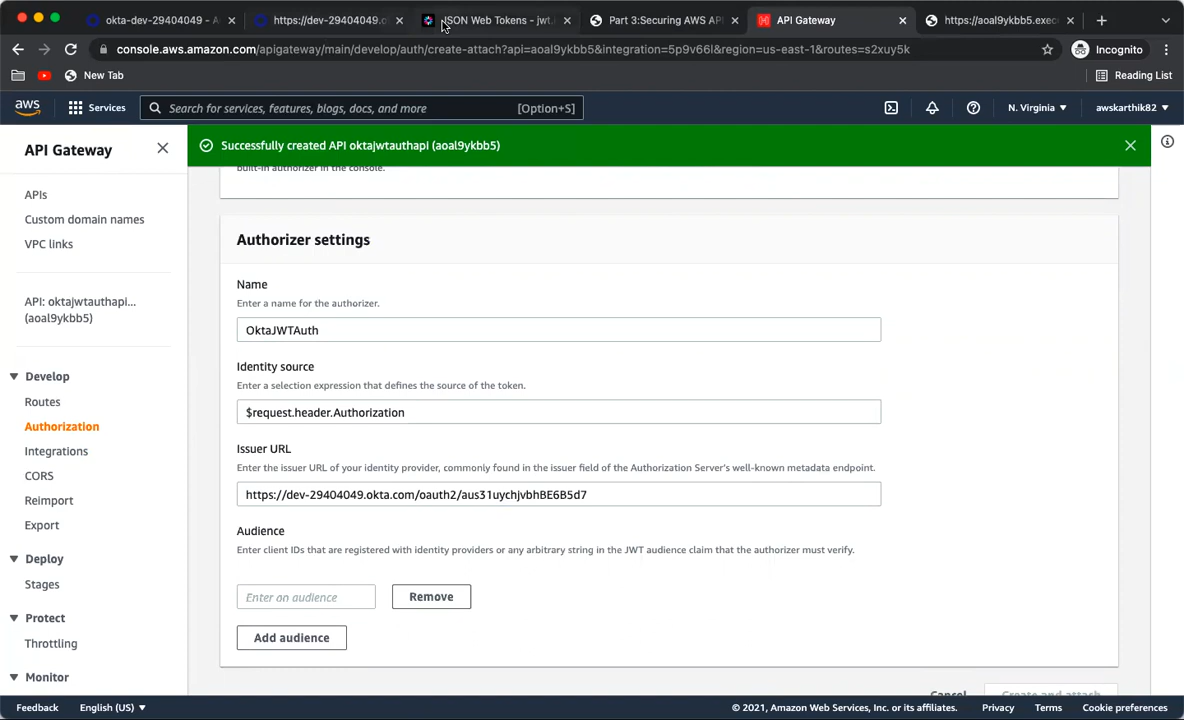 okta-dev-29404049 - A
https://dev-29404049.o
JSON Web Tokens - jwt.
Part 3:Securing AWS API
API Gateway
https://aoal9ykbb5.exec
console.aws.amazon.com/apigateway/main/develop/auth/create-attach?api=aoal9ykbb5&integration=5p9v66l&region=us-east-1&routes=s2xuy5k
Incognito
New Tab
Reading List
aws
Services
Search for services, features, blogs, docs, and more
[Option+S]
N. Virginia
awskarthik82
API Gateway
Successfully created API oktajwtauthapi (aoal9ykbb5)
built-in authorizer in the console.
APIs
Custom domain names
VPC links
API: oktajwtauthapi...
(aoal9ykbb5)
Develop
Routes
Authorization
Integrations
CORS
Reimport
Export
Deploy
Stages
Protect
Throttling
Monitor
Authorizer settings
Name
Enter a name for the authorizer.
OktaJWTAuth
Identity source
Enter a selection expression that defines the source of the token.
$request.header.Authorization
Issuer URL
Enter the issuer URL of your identity provider, commonly found in the issuer field of the Authorization Server's well-known metadata endpoint.
https://dev-29404049.okta.com/oauth2/aus31uychjvbhBE6B5d7
Audience
Enter client IDs that are registered with identity providers or any arbitrary string in the JWT audience claim that the authorizer must verify.
Enter an audience
Remove
Add audience
Cancel
Create and attach
Feedback
English (US)
© 2021, Amazon Web Services, Inc. or its affiliates.
Privacy
Terms
Cookie preferences